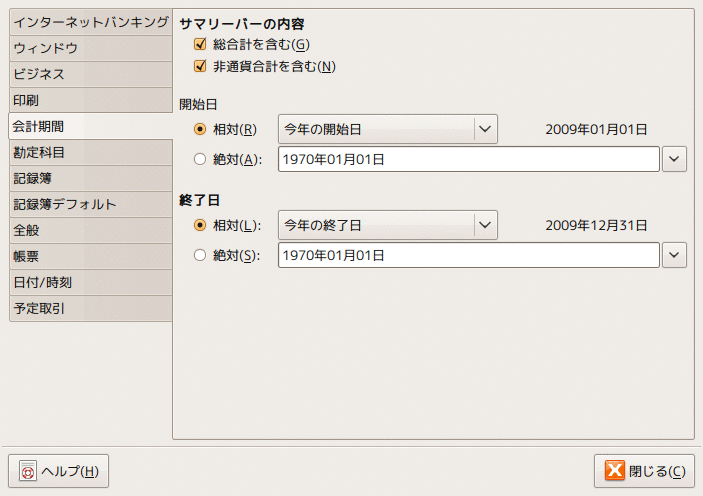 インターネットバンキング
ウィンドウ
ビジネス
印刷
会計期間
勘定科目
記録簿
記録簿デフォルト
全般
帳票
日付/時刻
予定取引
サマリーバーの内容
総合計を含む(G)
非通貨合計を含む(N)
開始日
相対(R) 今年の開始日 2009年01月01日
絶対(A): 1970年01月01日
終了日
相対(L): 今年の終了日 2009年12月31日
絶対(S): 1970年01月01日
ヘルプ(H) 閉じる(C)